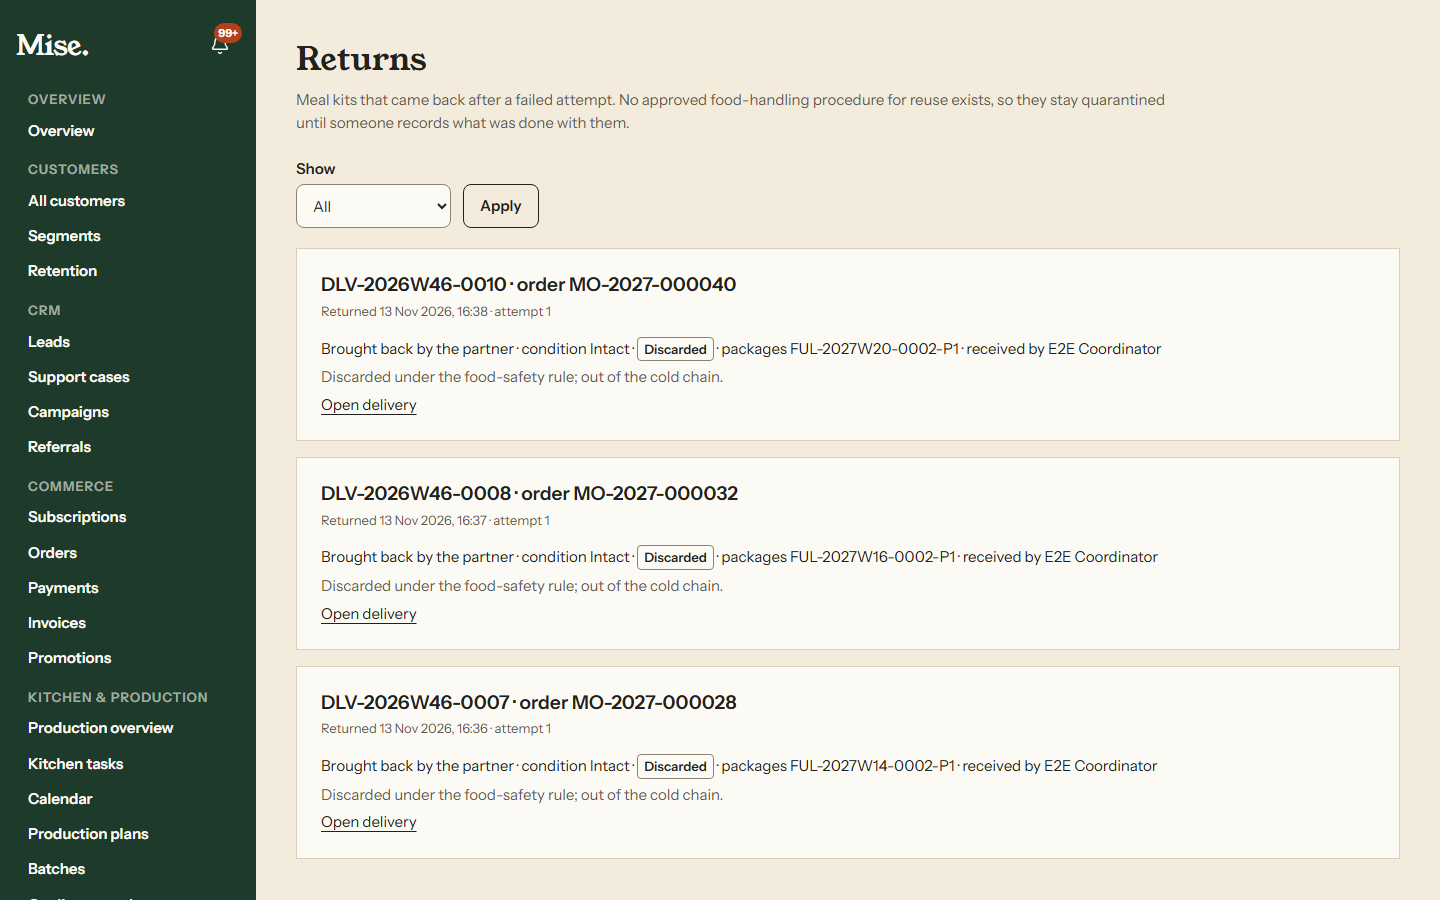 Mise.
99+
OVERVIEW
Overview
CUSTOMERS
All customers
Segments
Retention
CRM
Leads
Support cases
Campaigns
Referrals
COMMERCE
Subscriptions
Orders
Payments
Invoices
Promotions
KITCHEN & PRODUCTION
Production overview
Kitchen tasks
Calendar
Production plans
Batches
Returns
Meal kits that came back after a failed attempt. No approved food-handling procedure for reuse exists, so they stay quarantined
until someone records what was done with them.
Show
All
Apply
DLV-2026W46-0010 · order MO-2027-000040
Returned 13 Nov 2026, 16:38 · attempt 1
Brought back by the partner · condition Intact · Discarded · packages FUL-2027W20-0002-P1 · received by E2E Coordinator
Discarded under the food-safety rule; out of the cold chain.
Open delivery
DLV-2026W46-0008 · order MO-2027-000032
Returned 13 Nov 2026, 16:37 · attempt 1
Brought back by the partner · condition Intact · Discarded · packages FUL-2027W16-0002-P1 · received by E2E Coordinator
Discarded under the food-safety rule; out of the cold chain.
Open delivery
DLV-2026W46-0007 · order MO-2027-000028
Returned 13 Nov 2026, 16:36 · attempt 1
Brought back by the partner · condition Intact · Discarded · packages FUL-2027W14-0002-P1 · received by E2E Coordinator
Discarded under the food-safety rule; out of the cold chain.
Open delivery